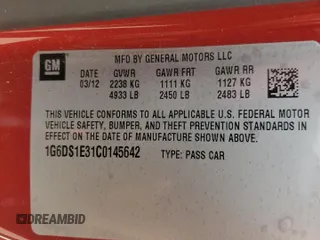 GM
MFD BY GENERAL MOTORS LLC
DATE GVWR GAWR FRT GAWR RR
03/12 2238 KG 1111 KG 1127 KG
4933 LB 2450 LB 2483 LB
THIS VEHICLE CONFORMS TO ALL APPLICABLE U.S. FEDERAL MOTOR
VEHICLE SAFETY, BUMPER, AND THEFT PREVENTION STANDARDS IN
EFFECT ON THE DATE OF MANUFACTURE SHOWN ABOVE.
1G6DS1E31C0145642 TYPE: PASS CAR
DREAMBID